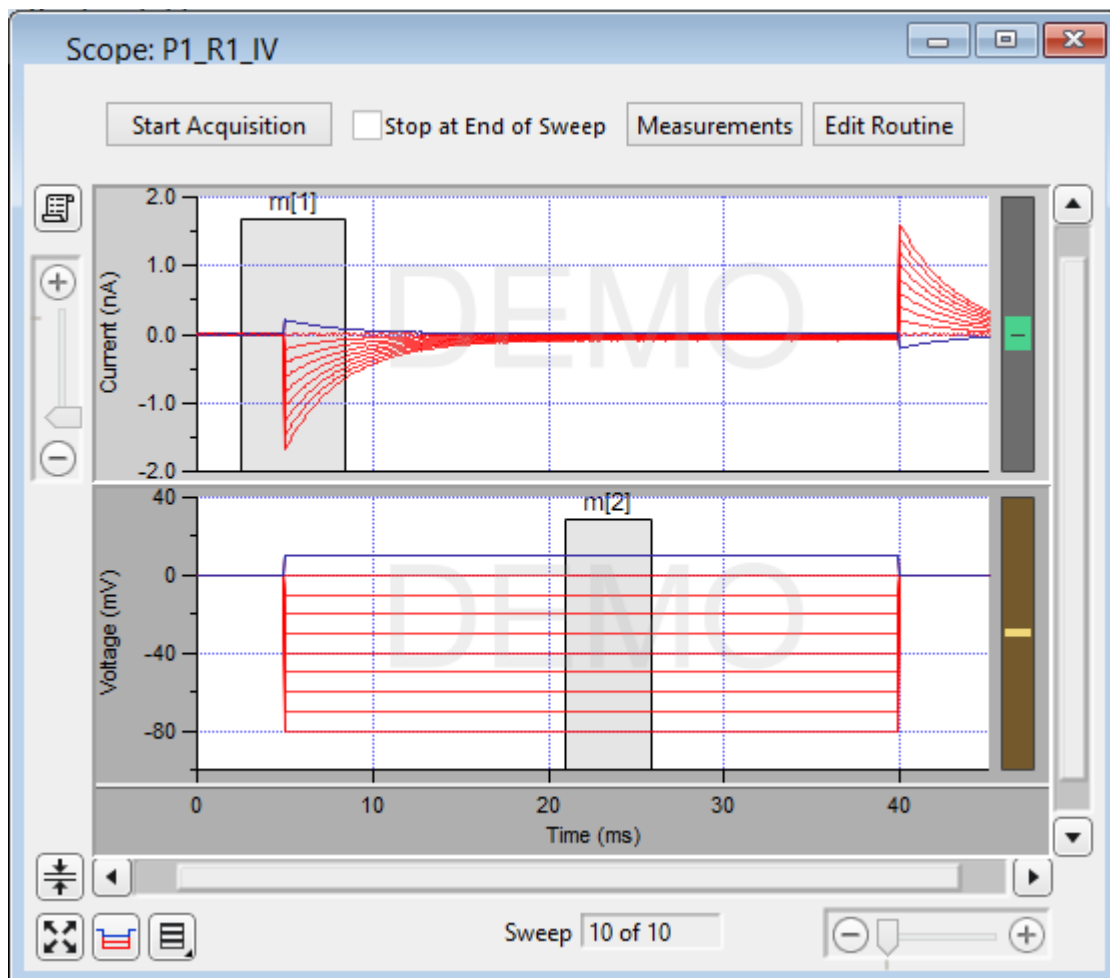 Scope: P1_R1_IV
Start Acquisition Stop at End of Sweep Measurements Edit Routine
2.0
1.0
0.0
-1.0
-2.0
Current (nA)
m[1]
DEMO
40
0
-40
-80
Voltage (mV)
m[2]
DEMO
0 10 20 30 40
Time (ms)
Sweep 10 of 10